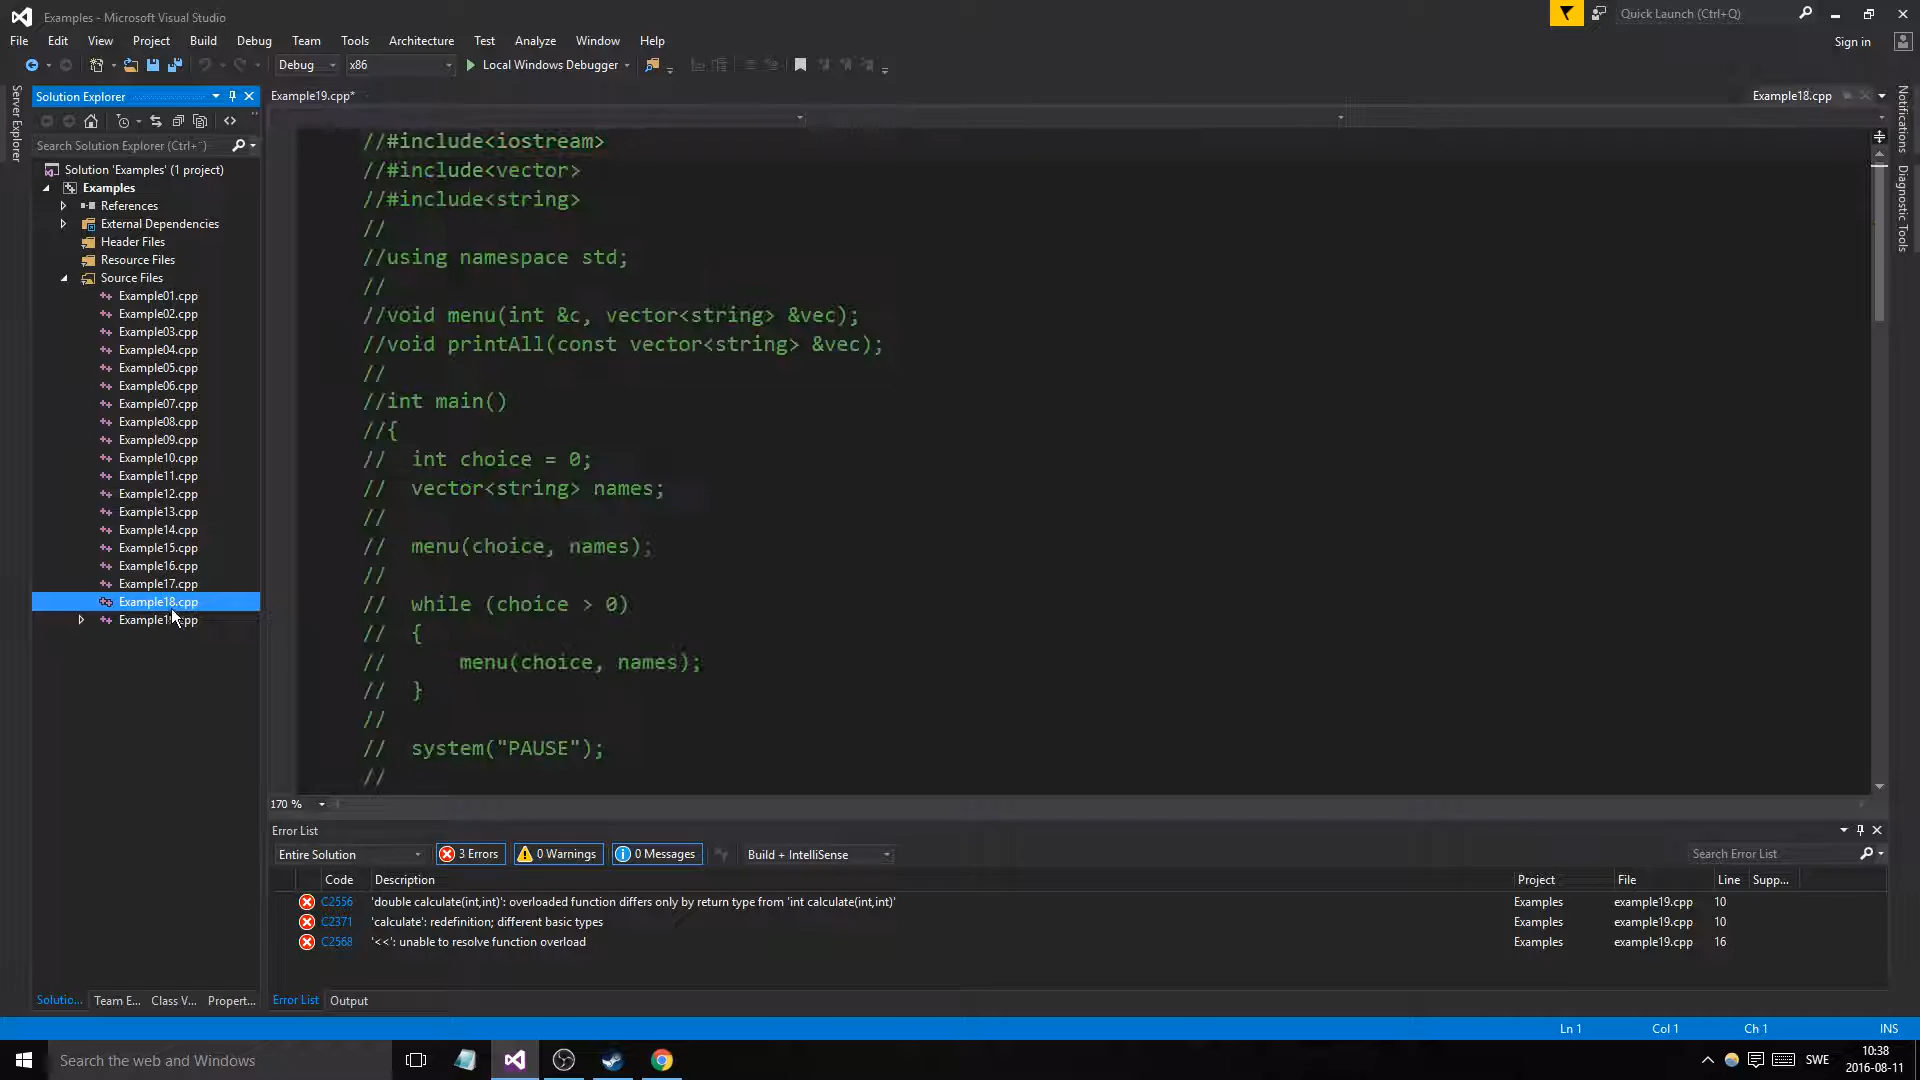 Examples - Microsoft Visual Studio
Quick Launch (Ctrl+Q)
File Edit View Project Build Debug Team Tools Architecture Test Analyze Window Help
Sign in
Debug x86 Local Windows Debugger
Server Explorer
Solution Explorer
Search Solution Explorer (Ctrl+¨)
Solution 'Examples' (1 project)
Examples
References
External Dependencies
Header Files
Resource Files
Source Files
Example01.cpp
Example02.cpp
Example03.cpp
Example04.cpp
Example05.cpp
Example06.cpp
Example07.cpp
Example08.cpp
Example09.cpp
Example10.cpp
Example11.cpp
Example12.cpp
Example13.cpp
Example14.cpp
Example15.cpp
Example16.cpp
Example17.cpp
Example18.cpp
Example19.cpp
Soluti... Team E... Class V... Propert...
Example19.cpp*
Example18.cpp
//#include<iostream>
//#include<vector>
//#include<string>
//
//using namespace std;
//
//void menu(int &c, vector<string> &vec);
//void printAll(const vector<string> &vec);
//
//int main()
//{
// int choice = 0;
// vector<string> names;
//
// menu(choice, names);
//
// while (choice > 0)
// {
// menu(choice, names);
// }
//
// system("PAUSE");
//
170 %
Notifications
Diagnostic Tools
Error List
Entire Solution 3 Errors 0 Warnings 0 Messages Build + IntelliSense Search Error List
Code Description Project File Line Supp...
C2556 'double calculate(int,int)': overloaded function differs only by return type from 'int calculate(int,int)' Examples example19.cpp 10
C2371 'calculate': redefinition; different basic types Examples example19.cpp 10
C2568 '<<': unable to resolve function overload Examples example19.cpp 16
Error List Output
Ln 1 Col 1 Ch 1 INS
Search the web and Windows
SWE
10:38
2016-08-11